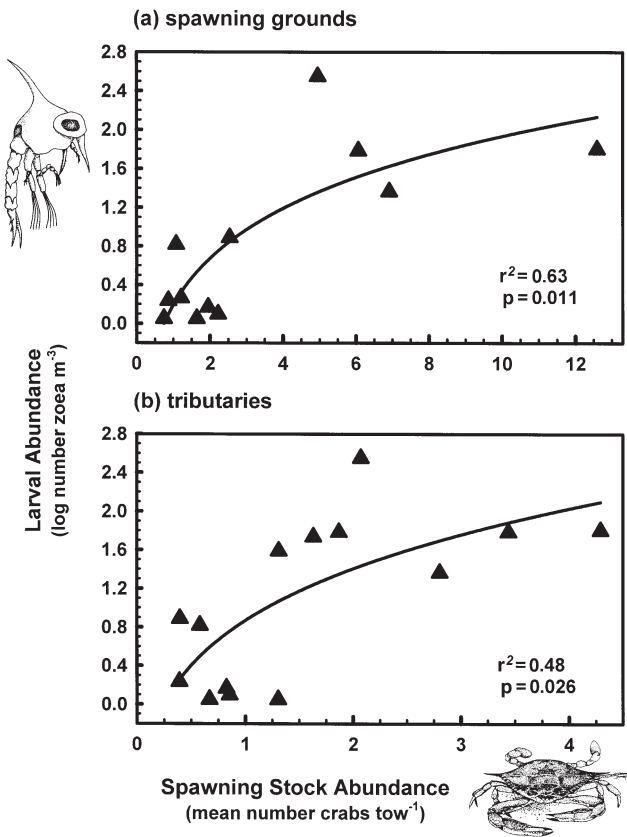 (a) spawning grounds
2.8
2.4
2.0
1.6
1.2
0.8
0.4
0.0
r² = 0.63
p = 0.011
0 2 4 6 8 10 12
Larval Abundance
(log number zoea m⁻³)
(b) tributaries
2.8
2.4
2.0
1.6
1.2
0.8
0.4
0.0
r² = 0.48
p = 0.026
0 1 2 3 4
Spawning Stock Abundance
(mean number crabs tow⁻¹)